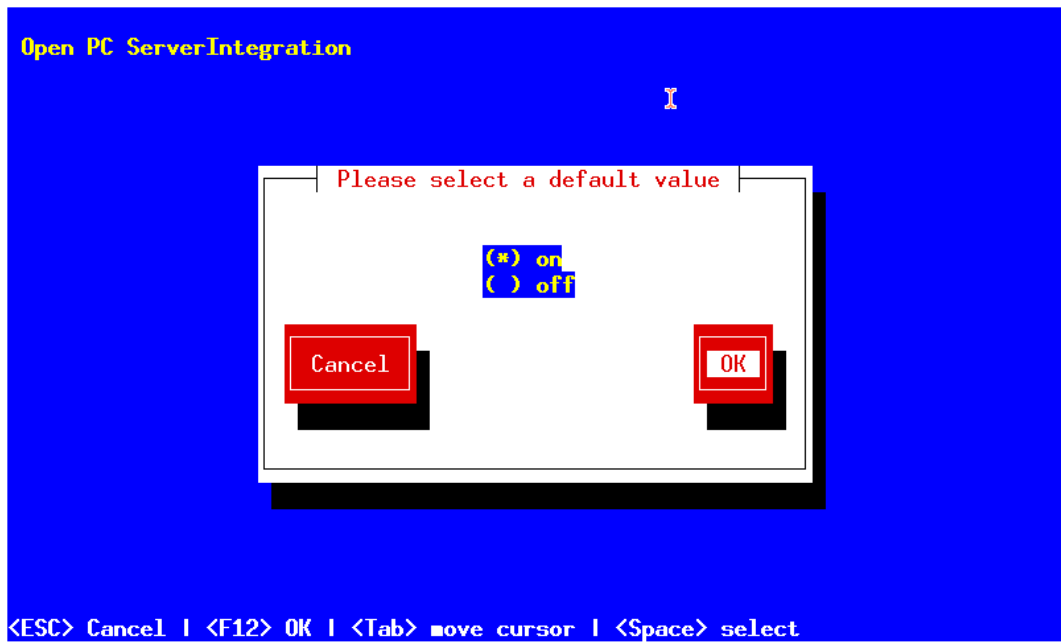 Open PC ServerIntegration
Please select a default value
(*) on
( ) off
Cancel
OK
<ESC> Cancel | <F12> OK | <Tab> move cursor | <Space> select